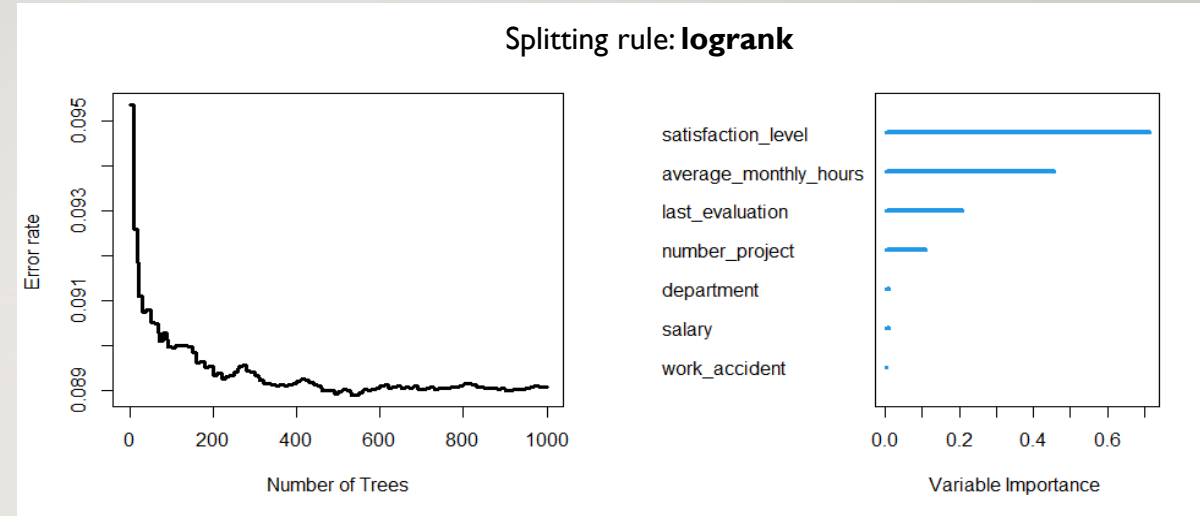 Splitting rule: logrank
Error rate
0.095
0.093
0.091
0.089
0 200 400 600 800 1000
Number of Trees
satisfaction_level
average_monthly_hours
last_evaluation
number_project
department
salary
work_accident
0.0 0.2 0.4 0.6
Variable Importance